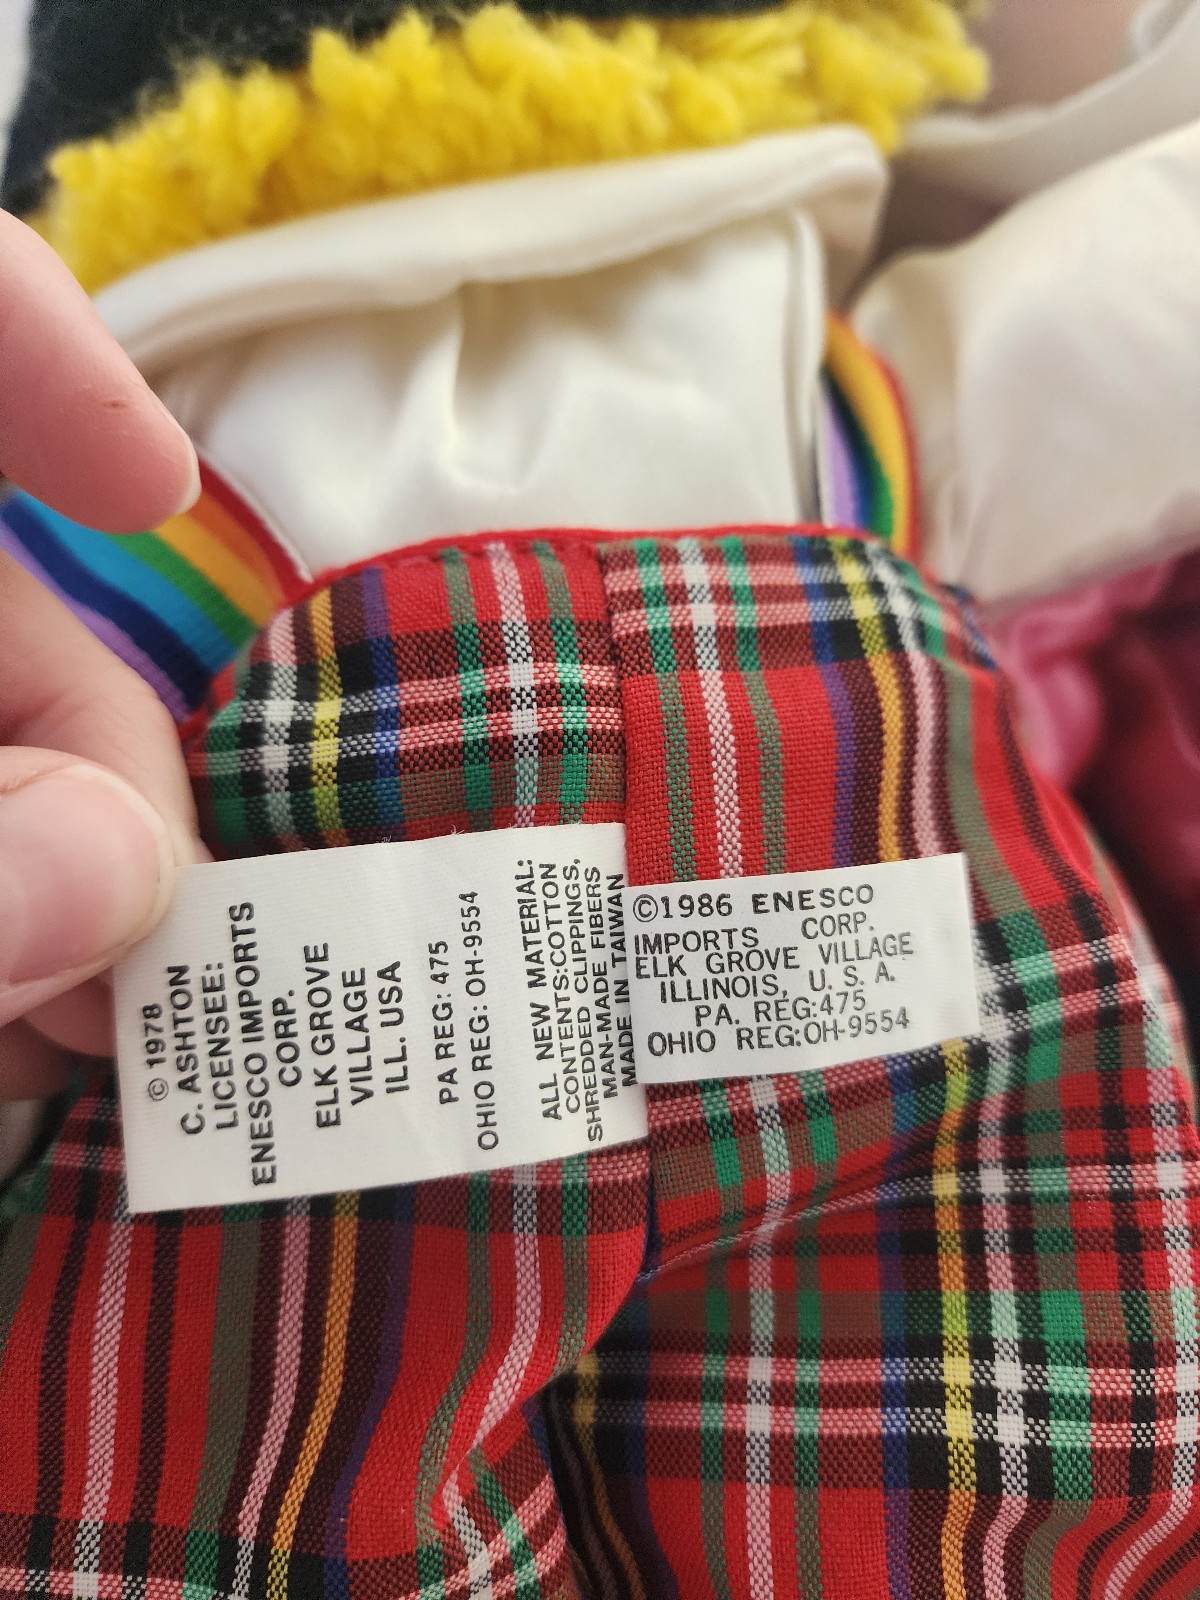 © 1978
C. ASHTON
LICENSEE:
ENESCO IMPORTS
CORP.
ELK GROVE
VILLAGE
ILL. USA
PA REG: 475
OHIO REG: OH-9554
ALL NEW MATERIAL:
CONTENTS:COTTON
SHREDDED CLIPPINGS,
MAN-MADE FIBERS
MADE IN TAIWAN
©1986 ENESCO
IMPORTS CORP.
ELK GROVE VILLAGE
ILLINOIS, U. S. A.
PA. REG:475
OHIO REG:OH-9554